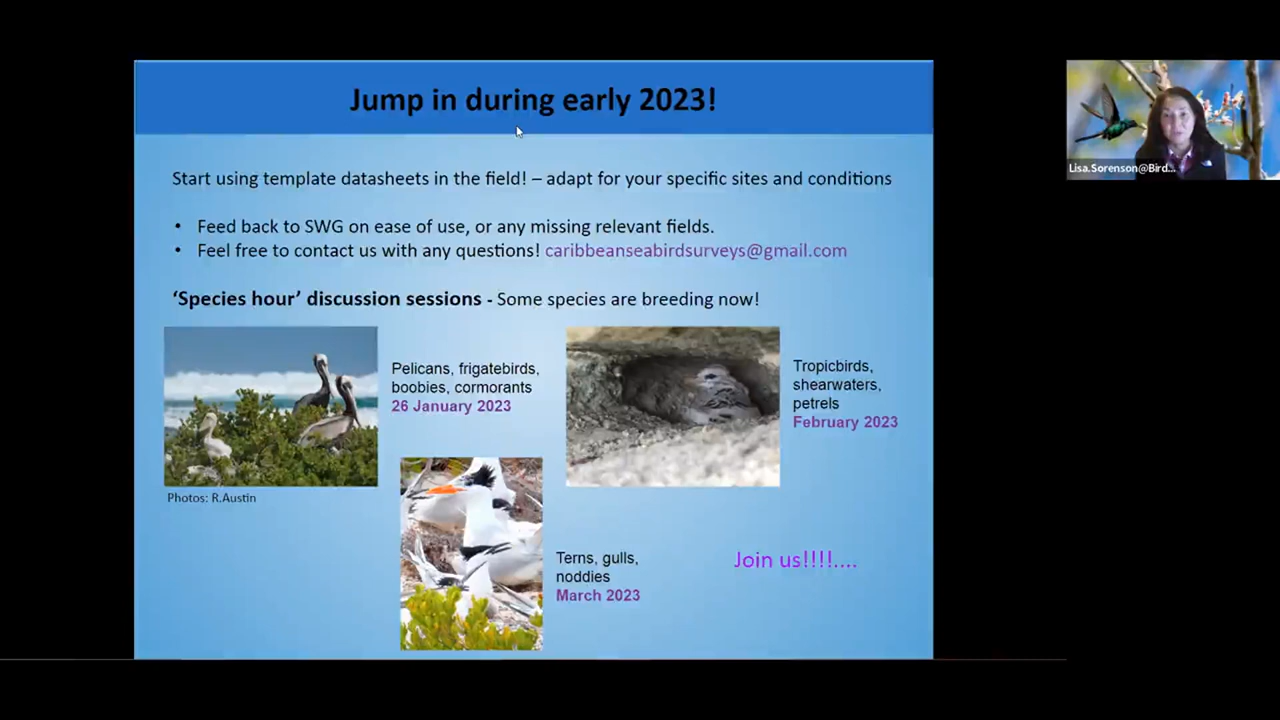 Jump in during early 2023!
Start using template datasheets in the field! – adapt for your specific sites and conditions
• Feed back to SWG on ease of use, or any missing relevant fields.
• Feel free to contact us with any questions! caribbeanseabirdsurveys@gmail.com
‘Species hour’ discussion sessions - Some species are breeding now!
Pelicans, frigatebirds,
boobies, cormorants
26 January 2023
Tropicbirds,
shearwaters,
petrels
February 2023
Photos: R.Austin
Terns, gulls,
noddies
March 2023
Join us!!!!....
Lisa.Sorenson@Bird...